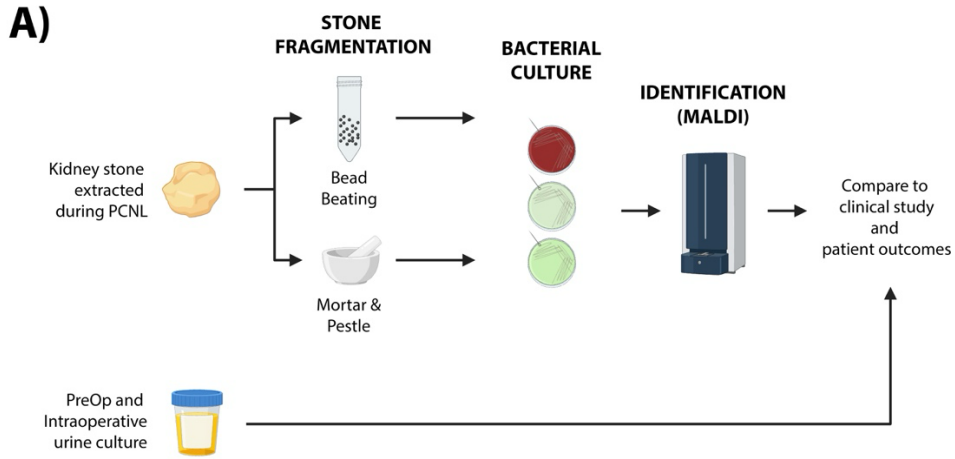 A)
STONE
FRAGMENTATION
BACTERIAL
CULTURE
IDENTIFICATION
(MALDI)
Kidney stone
extracted
during PCNL
Bead
Beating
Mortar &
Pestle
Compare to
clinical study
and
patient outcomes
PreOp and
Intraoperative
urine culture